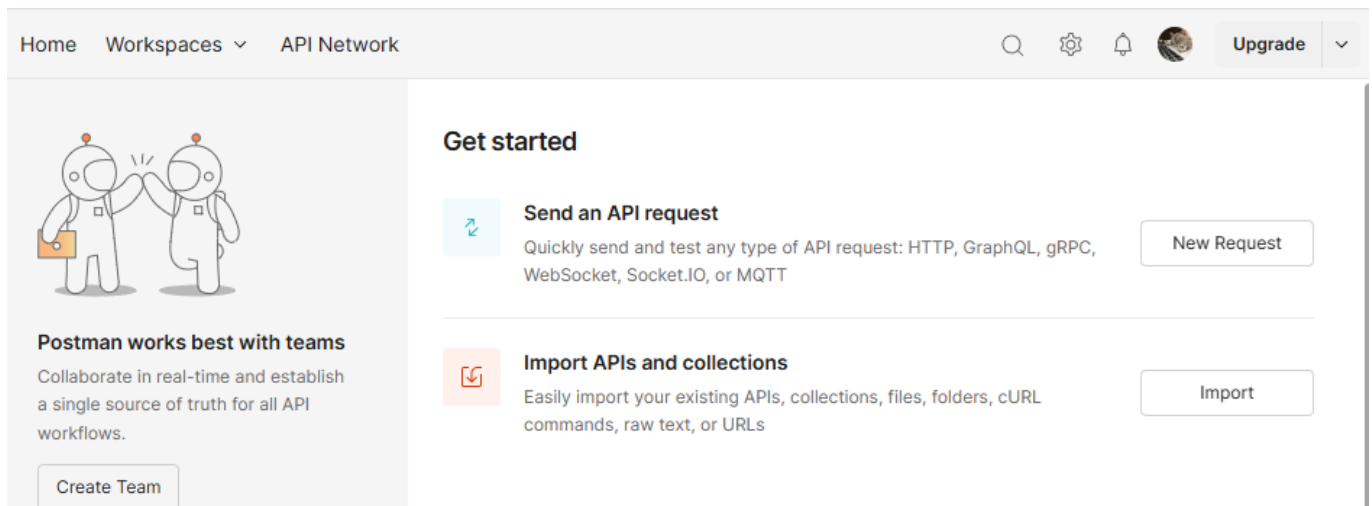 Home Workspaces API Network Upgrade
Get started
Send an API request
Quickly send and test any type of API request: HTTP, GraphQL, gRPC,
WebSocket, Socket.IO, or MQTT
New Request
Import APIs and collections
Easily import your existing APIs, collections, files, folders, cURL
commands, raw text, or URLs
Import
Postman works best with teams
Collaborate in real-time and establish
a single source of truth for all API
workflows.
Create Team